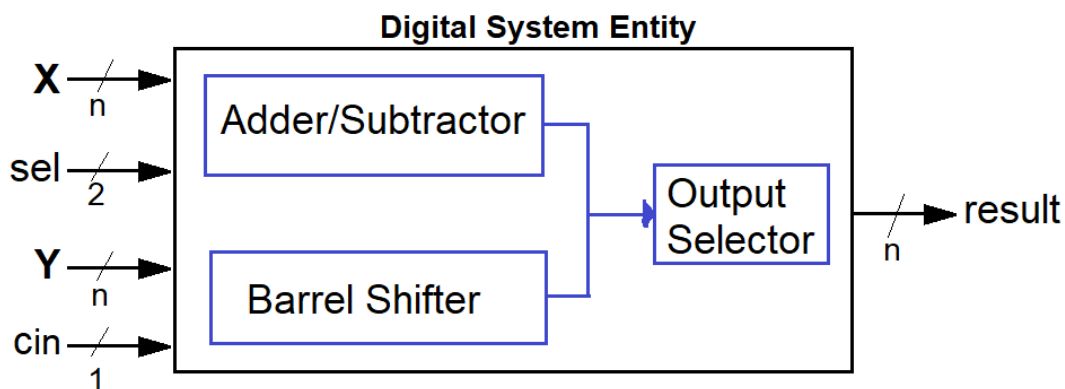 Digital System Entity
X
n
sel
2
Y
n
cin
1
Adder/Subtractor
Barrel Shifter
Output
Selector
n
result